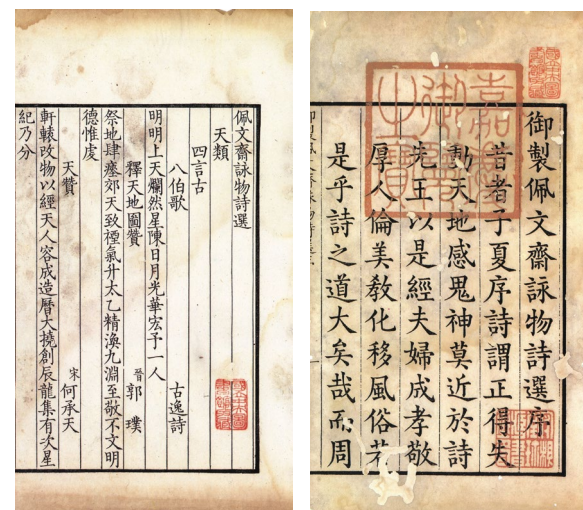 御製佩文齋詠物詩選序
昔者子夏序詩謂正得失
動天地感鬼神莫近於詩
先王以是經夫婦成孝敬
厚人倫美教化移風俗若
是乎詩之道大矣哉而周
嘉慶御覽之寶
佩文齋詠物詩選
天類
四言古
八伯歌 古逸詩
明明上天爛然星陳日月光華宏予一人
釋天地圖贊 晉 郭璞
祭地肆瘞郊天致禋氣升太乙精淪九淵至敬不文明
德惟處
天贊 宋 何承天
軒轅改物以經天人容成造曆大撓創辰龍集有次星
紀乃分